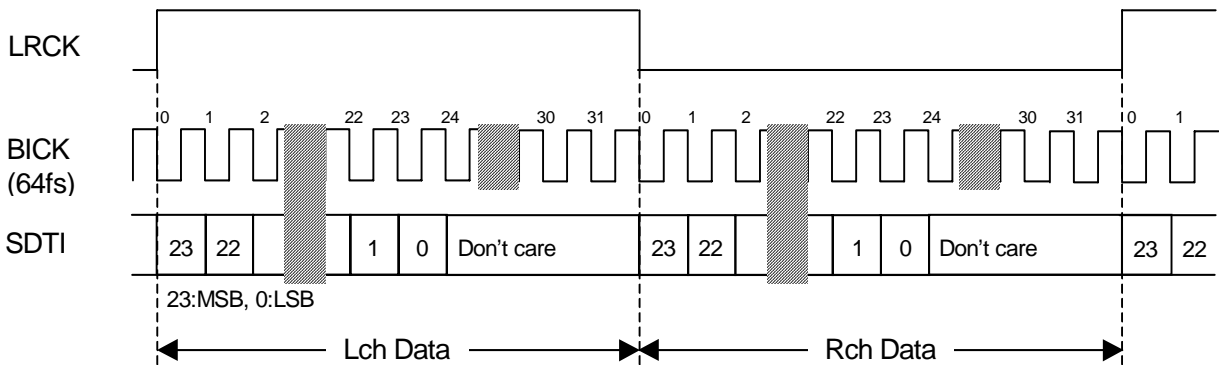 LRCK
0 1 2 22 23 24 30 31 0 1 2 22 23 24 30 31 0 1
BICK
(64fs)
SDTI 23 22 1 0 Don't care 23 22 1 0 Don't care 23 22
23:MSB, 0:LSB
Lch Data Rch Data